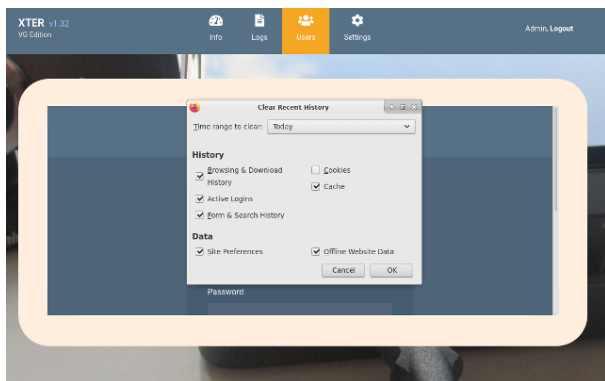 XTER v1.32
VG Edition
Info
Logs
Users
Settings
Admin, Logout
Clear Recent History
Time range to clear: Today
History
Browsing & Download
History
Cookies
Cache
Active Logins
Form & Search History
Data
Site Preferences
Offline Website Data
Cancel
OK
Password